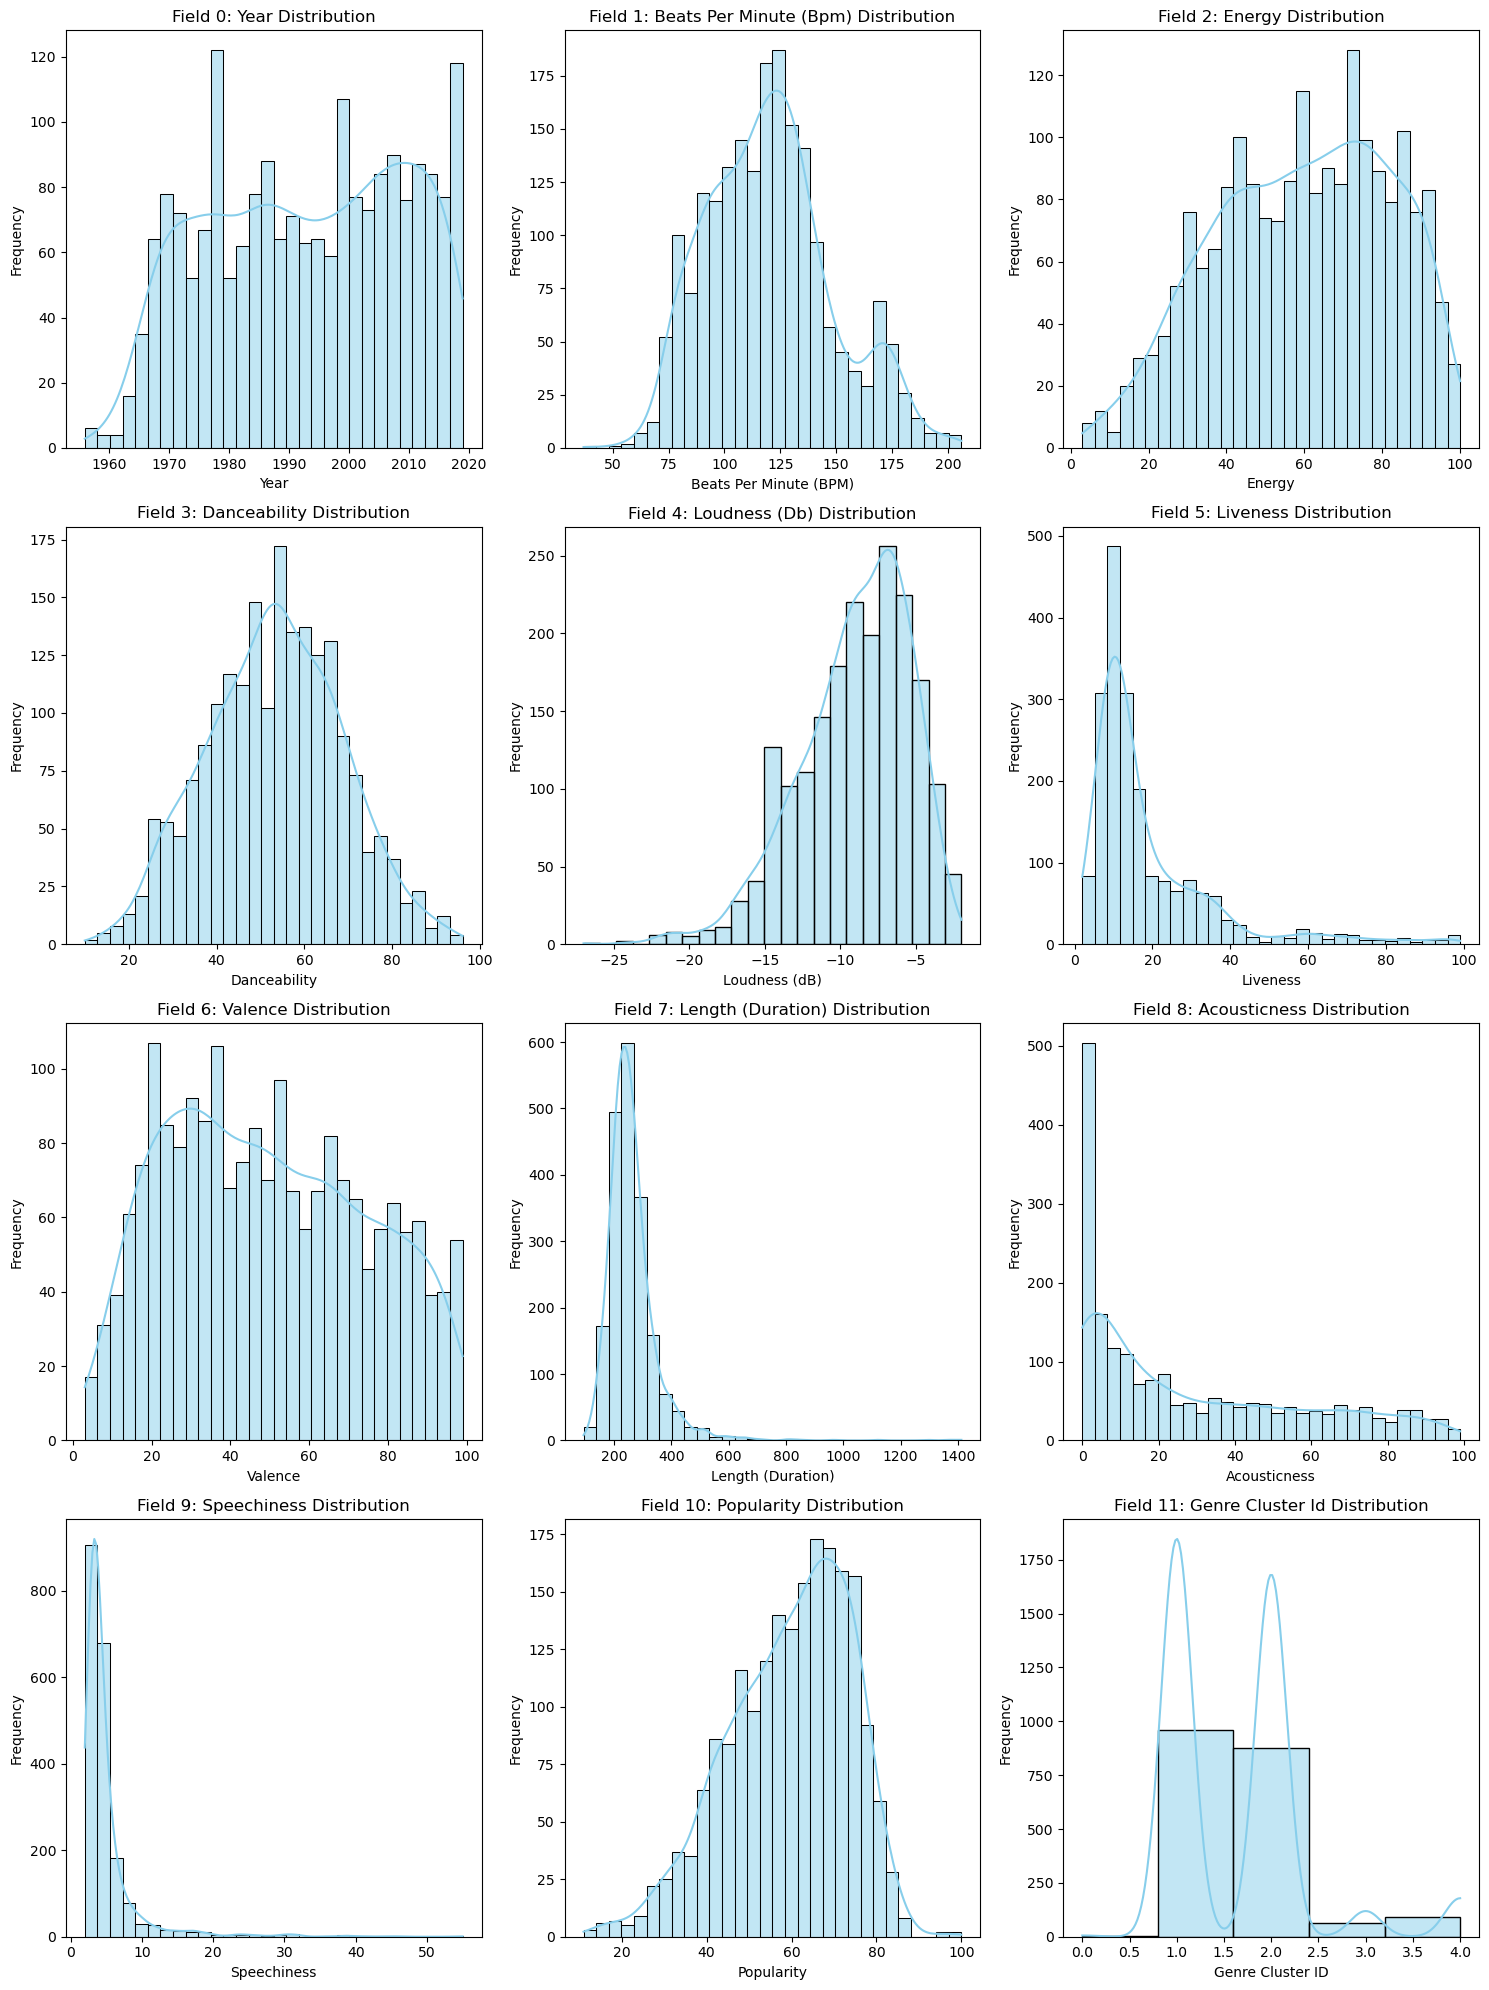 Field 0: Year Distribution
Frequency
120
100
80
60
40
20
0
1960 1970 1980 1990 2000 2010 2020
Year
Field 1: Beats Per Minute (Bpm) Distribution
Frequency
175
150
125
100
75
50
25
0
50 75 100 125 150 175 200
Beats Per Minute (BPM)
Field 2: Energy Distribution
Frequency
120
100
80
60
40
20
0
0 20 40 60 80 100
Energy
Field 3: Danceability Distribution
Frequency
175
150
125
100
75
50
25
0
20 40 60 80 100
Danceability
Field 4: Loudness (Db) Distribution
Frequency
250
200
150
100
50
0
−25 −20 −15 −10 −5
Loudness (dB)
Field 5: Liveness Distribution
Frequency
500
400
300
200
100
0
0 20 40 60 80 100
Liveness
Field 6: Valence Distribution
Frequency
100
80
60
40
20
0
0 20 40 60 80 100
Valence
Field 7: Length (Duration) Distribution
Frequency
600
500
400
300
200
100
0
200 400 600 800 1000 1200 1400
Length (Duration)
Field 8: Acousticness Distribution
Frequency
500
400
300
200
100
0
0 20 40 60 80 100
Acousticness
Field 9: Speechiness Distribution
Frequency
800
600
400
200
0
0 10 20 30 40 50
Speechiness
Field 10: Popularity Distribution
Frequency
175
150
125
100
75
50
25
0
20 40 60 80 100
Popularity
Field 11: Genre Cluster Id Distribution
Frequency
1750
1500
1250
1000
750
500
250
0
0.0 0.5 1.0 1.5 2.0 2.5 3.0 3.5 4.0
Genre Cluster ID